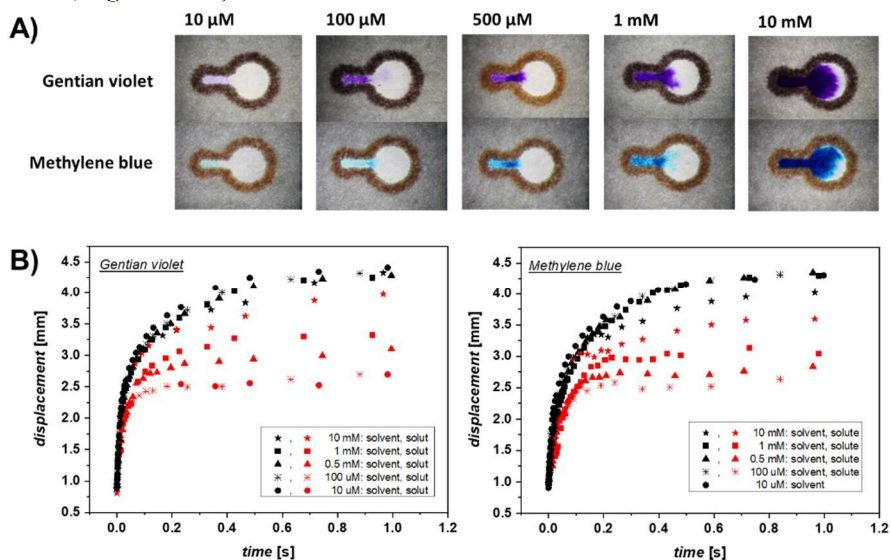 10 µM 100 µM 500 µM 1 mM 10 mM
A)
Gentian violet
Methylene blue
B)
Gentian violet
displacement [mm]
4.5
4.0
3.5
3.0
2.5
2.0
1.5
1.0
0.5
10 mM: solvent, solut
1 mM: solvent, solut
0.5 mM: solvent, solut
100 uM: solvent, solut
10 uM: solvent, solut
0.0 0.2 0.4 0.6 0.8 1.0 1.2
time [s]
Methylene blue
displacement [mm]
4.5
4.0
3.5
3.0
2.5
2.0
1.5
1.0
0.5
10 mM: solvent, solute
1 mM: solvent, solute
0.5 mM: solvent, solute
100 uM: solvent, solute
10 uM: solvent
0.0 0.2 0.4 0.6 0.8 1.0 1.2
time [s]